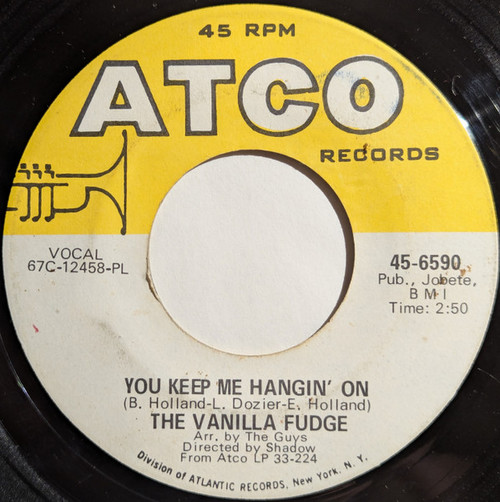 45 RPM
ATCO
RECORDS
VOCAL
67C-12458-PL
45-6590
Pub., Jobete,
B M I
Time: 2:50
YOU KEEP ME HANGIN' ON
(B. Holland-L. Dozier-E. Holland)
THE VANILLA FUDGE
Arr. by The Guys
Directed by Shadow
From Atco LP 33-224
Division of ATLANTIC RECORDS, New York, N. Y.